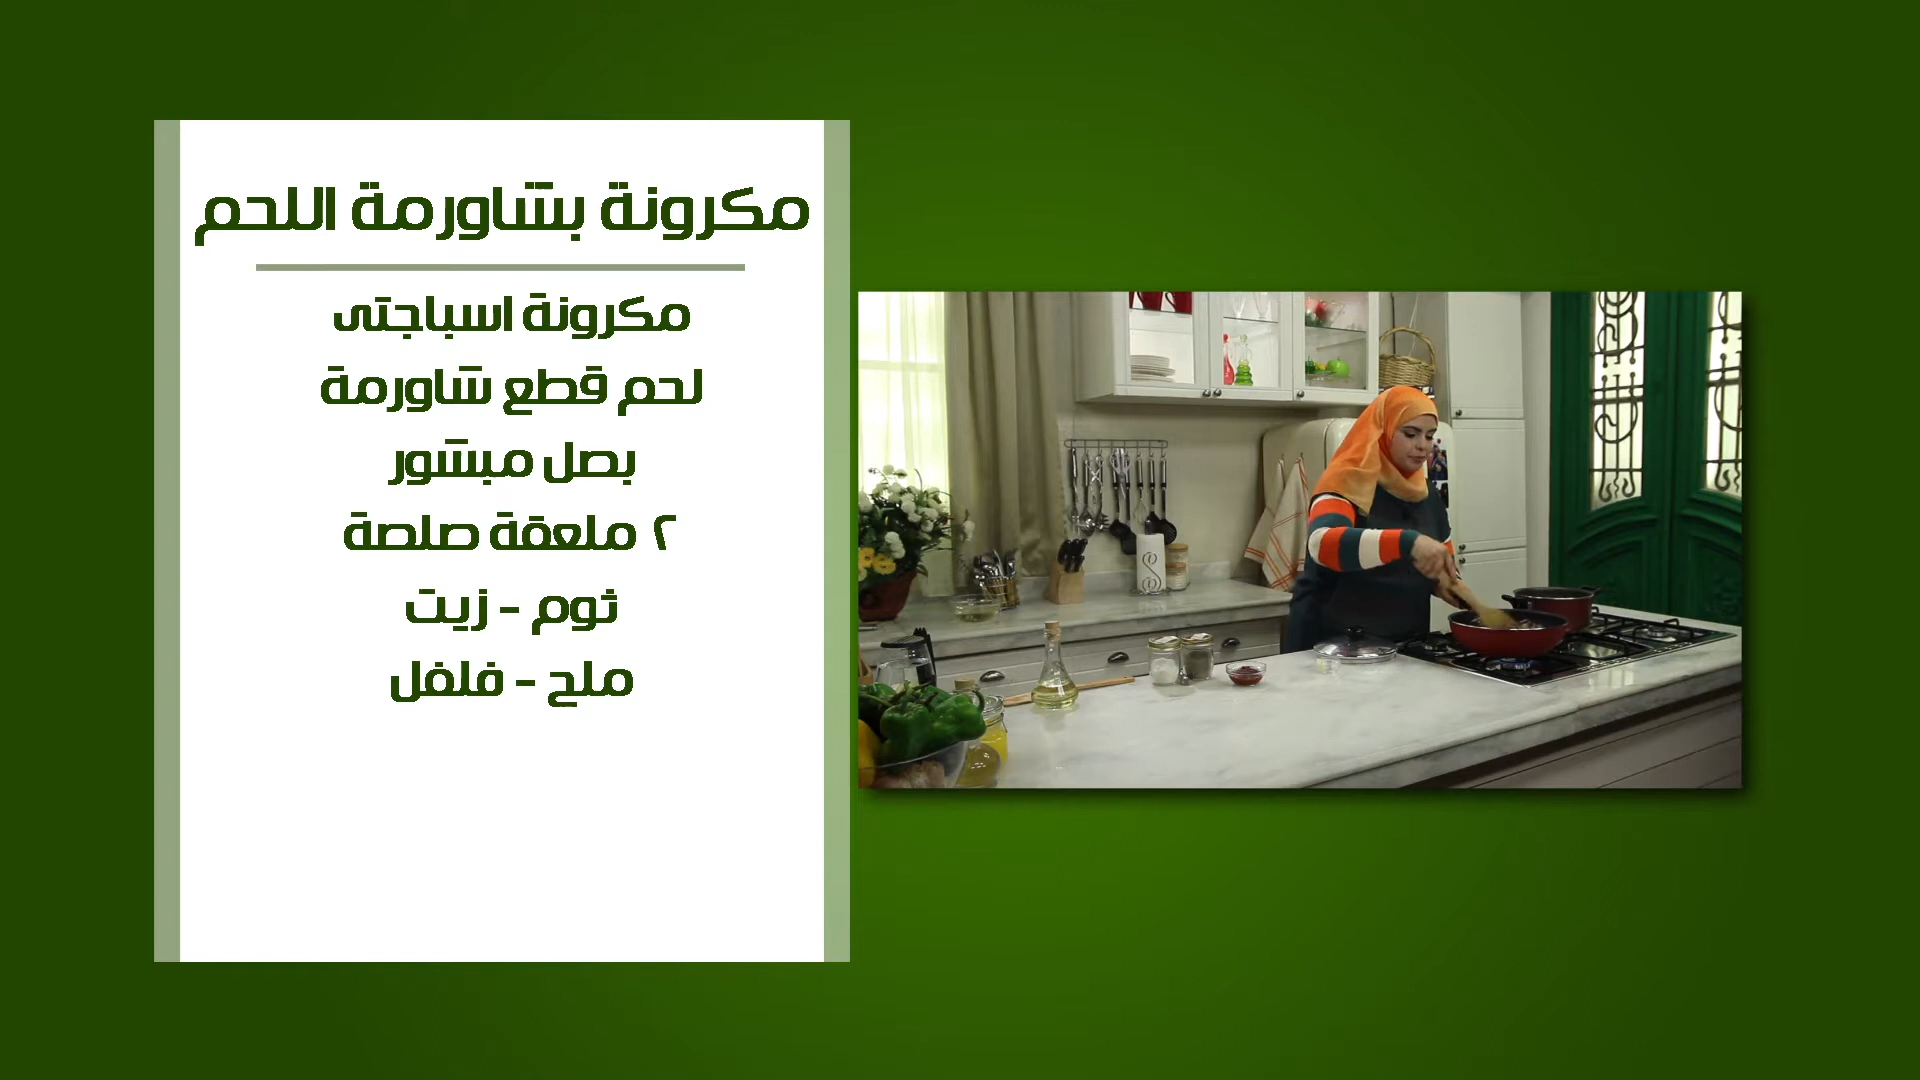 مكرونة بشاورمة اللحم
مكرونة اسباجتى
لحم قطع شاورمة
بصل مبشور
٢ ملعقة صلصة
ثوم - زيت
ملح - فلفل